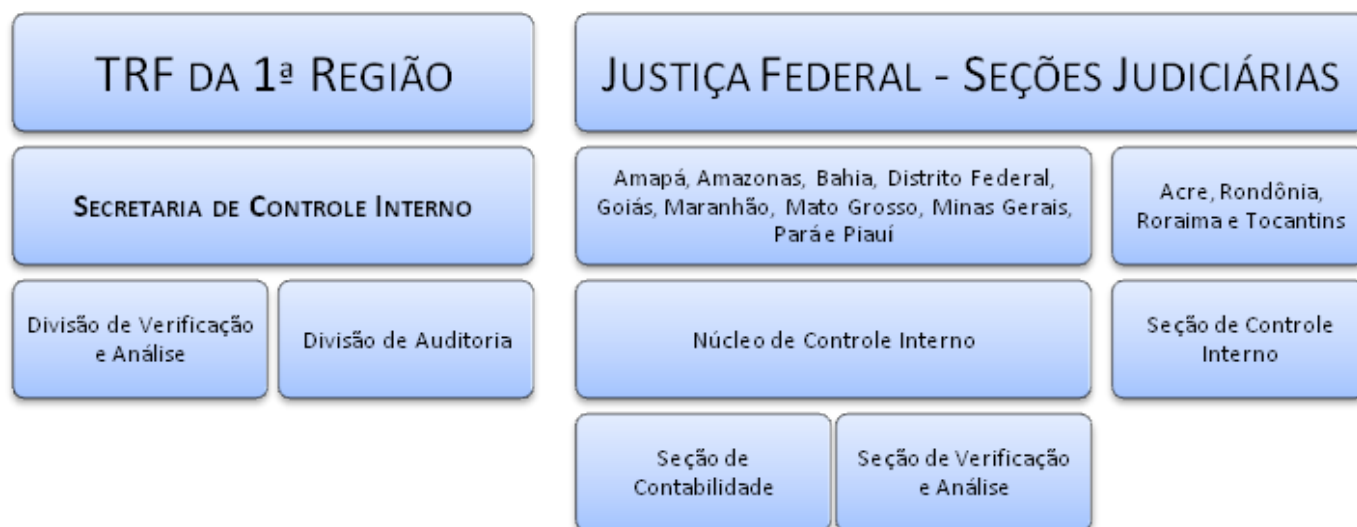 TRF DA 1ª REGIÃO
JUSTIÇA FEDERAL - SEÇÕES JUDICIÁRIAS
SECRETARIA DE CONTROLE INTERNO
Amapá, Amazonas, Bahia, Distrito Federal,
Goiás, Maranhão, Mato Grosso, Minas Gerais,
Pará e Piauí
Acre, Rondônia,
Roraima e Tocantins
Divisão de Verificação
e Análise
Divisão de Auditoria
Núcleo de Controle Interno
Seção de Controle
Interno
Seção de
Contabilidade
Seção de Verificação
e Análise